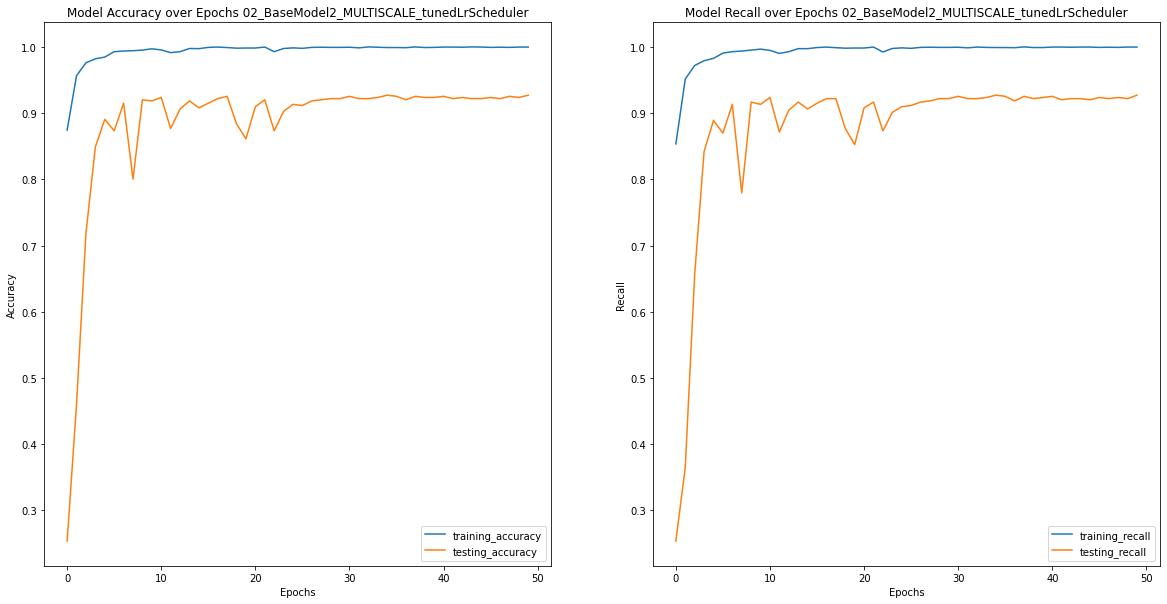 Model Accuracy over Epochs 02_BaseModel2_MULTISCALE_tunedLrScheduler
1.0
0.9
0.8
0.7
0.6
0.5
0.4
0.3
Accuracy
0 10 20 30 40 50
Epochs
training_accuracy
testing_accuracy
Model Recall over Epochs 02_BaseModel2_MULTISCALE_tunedLrScheduler
1.0
0.9
0.8
0.7
0.6
0.5
0.4
0.3
Recall
0 10 20 30 40 50
Epochs
training_recall
testing_recall